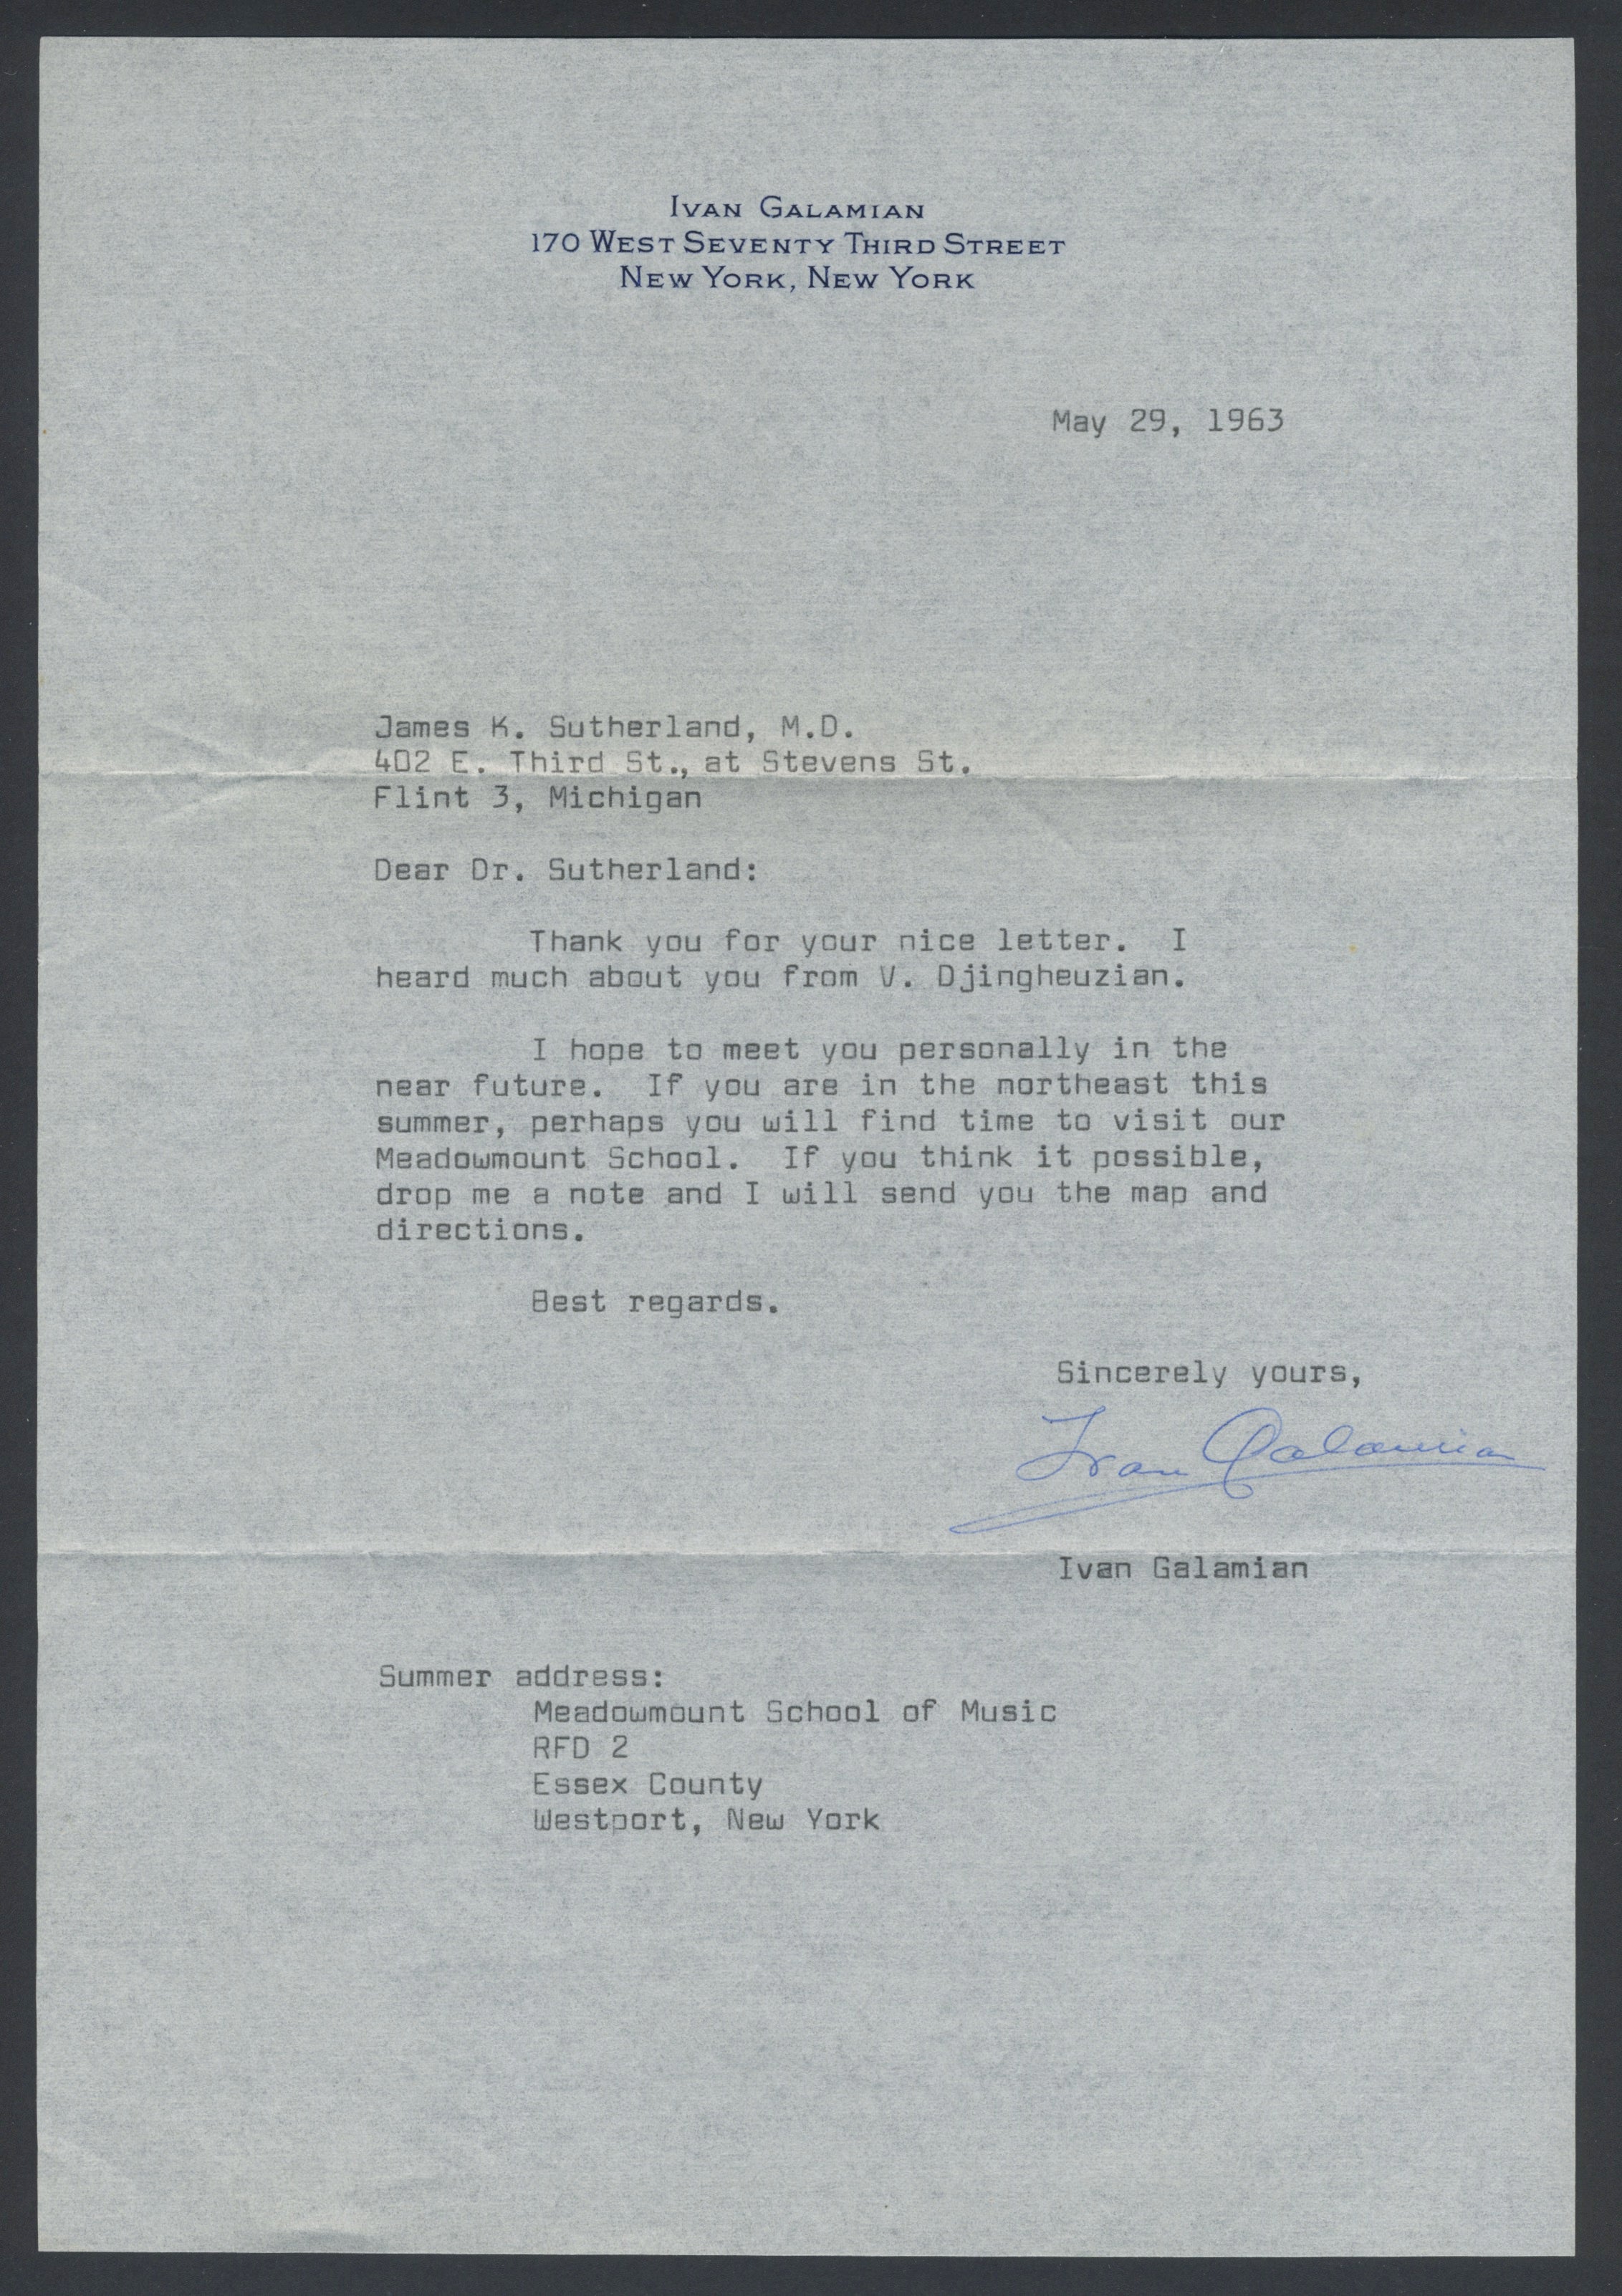 IVAN GALAMIAN
170 WEST SEVENTY THIRD STREET
NEW YORK, NEW YORK
May 29, 1963
James K. Sutherland, M.D.
402 E. Third St., at Stevens St.
Flint 3, Michigan
Dear Dr. Sutherland:
Thank you for your nice letter.  I
heard much about you from V. Djingheuzian.
I hope to meet you personally in the
near future.  If you are in the northeast this
summer, perhaps you will find time to visit our
Meadowmount School.  If you think it possible,
drop me a note and I will send you the map and
directions.
Best regards.
Sincerely yours,
Ivan Galamian
Ivan Galamian
Summer address:
Meadowmount School of Music
RFD 2
Essex County
Westport, New York